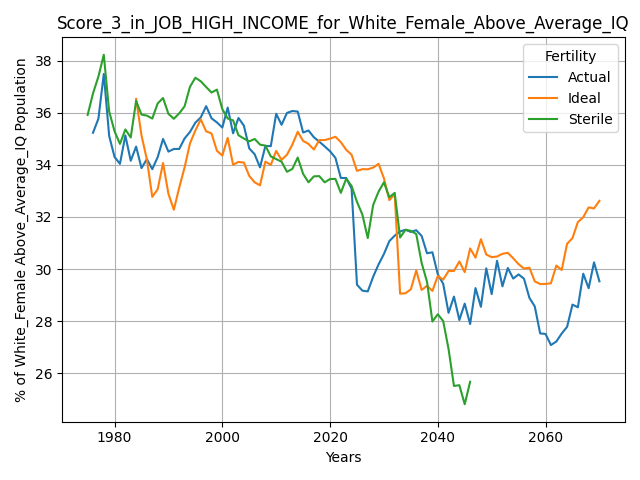 Score_3_in_JOB_HIGH_INCOME_for_White_Female_Above_Average_IQ
% of White_Female Above_Average_IQ Population
38
36
34
32
30
28
26
Fertility
Actual
Ideal
Sterile
1980
2000
2020
2040
2060
Years